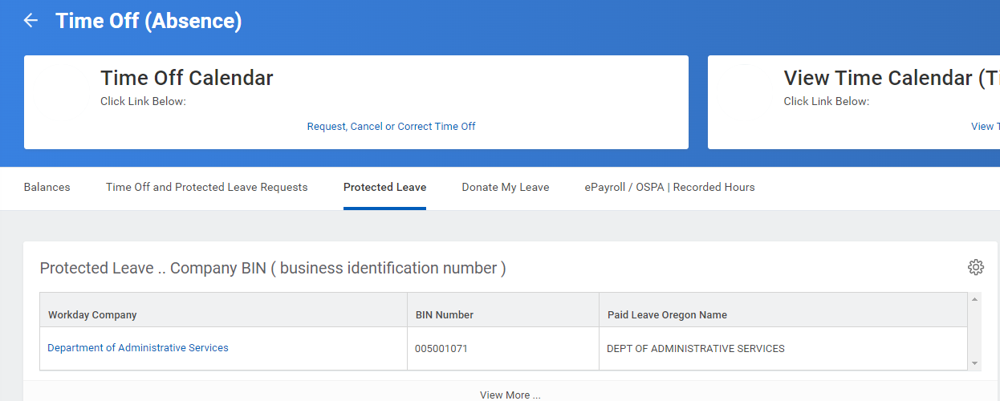 Time Off (Absence)
Time Off Calendar
Click Link Below:
Request, Cancel or Correct Time Off
View Time Calendar
Click Link Below:
View
Balances
Time Off and Protected Leave Requests
Protected Leave
Donate My Leave
ePayroll / OSPA | Recorded Hours
Protected Leave .. Company BIN ( business identification number )
Workday Company BIN Number Paid Leave Oregon Name
Department of Administrative Services 005001071 DEPT OF ADMINISTRATIVE SERVICES
View More ...